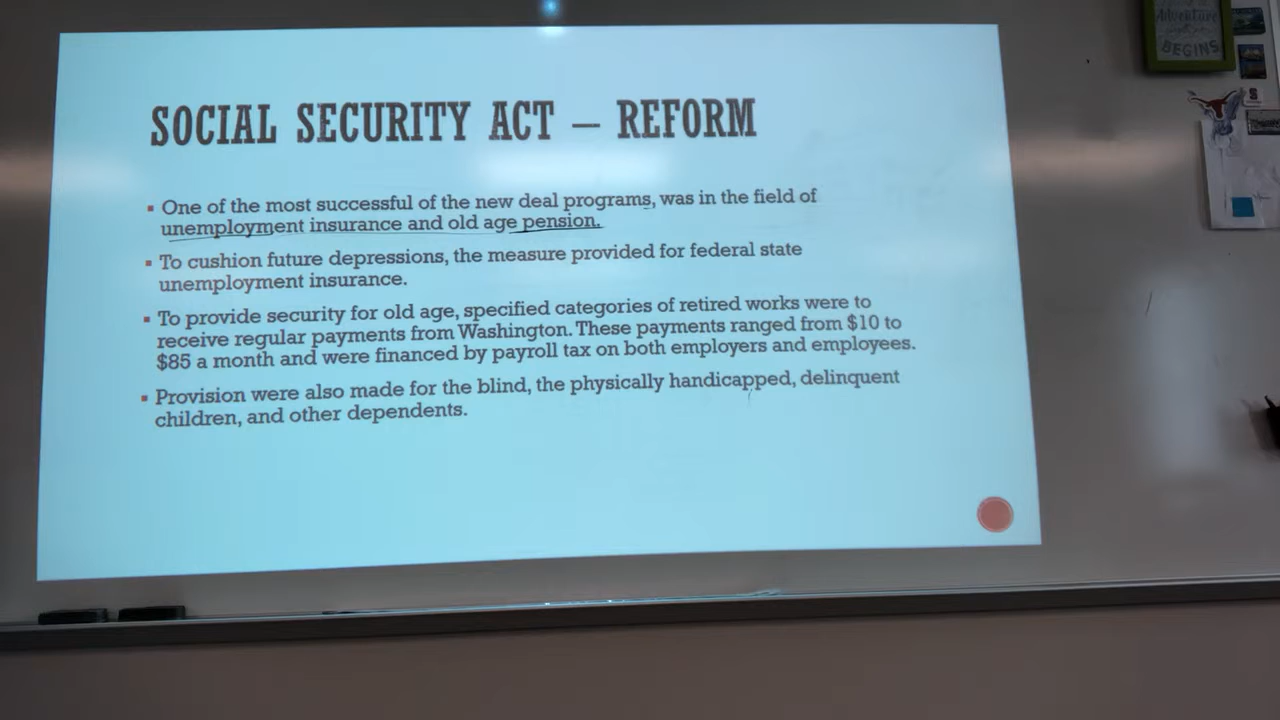 SOCIAL SECURITY ACT – REFORM
▪ One of the most successful of the new deal programs, was in the field of
unemployment insurance and old age pension.
▪ To cushion future depressions, the measure provided for federal state
unemployment insurance.
▪ To provide security for old age, specified categories of retired works were to
receive regular payments from Washington. These payments ranged from $10 to
$85 a month and were financed by payroll tax on both employers and employees.
▪ Provision were also made for the blind, the physically handicapped, delinquent
children, and other dependents.
Adventure
BEGINS